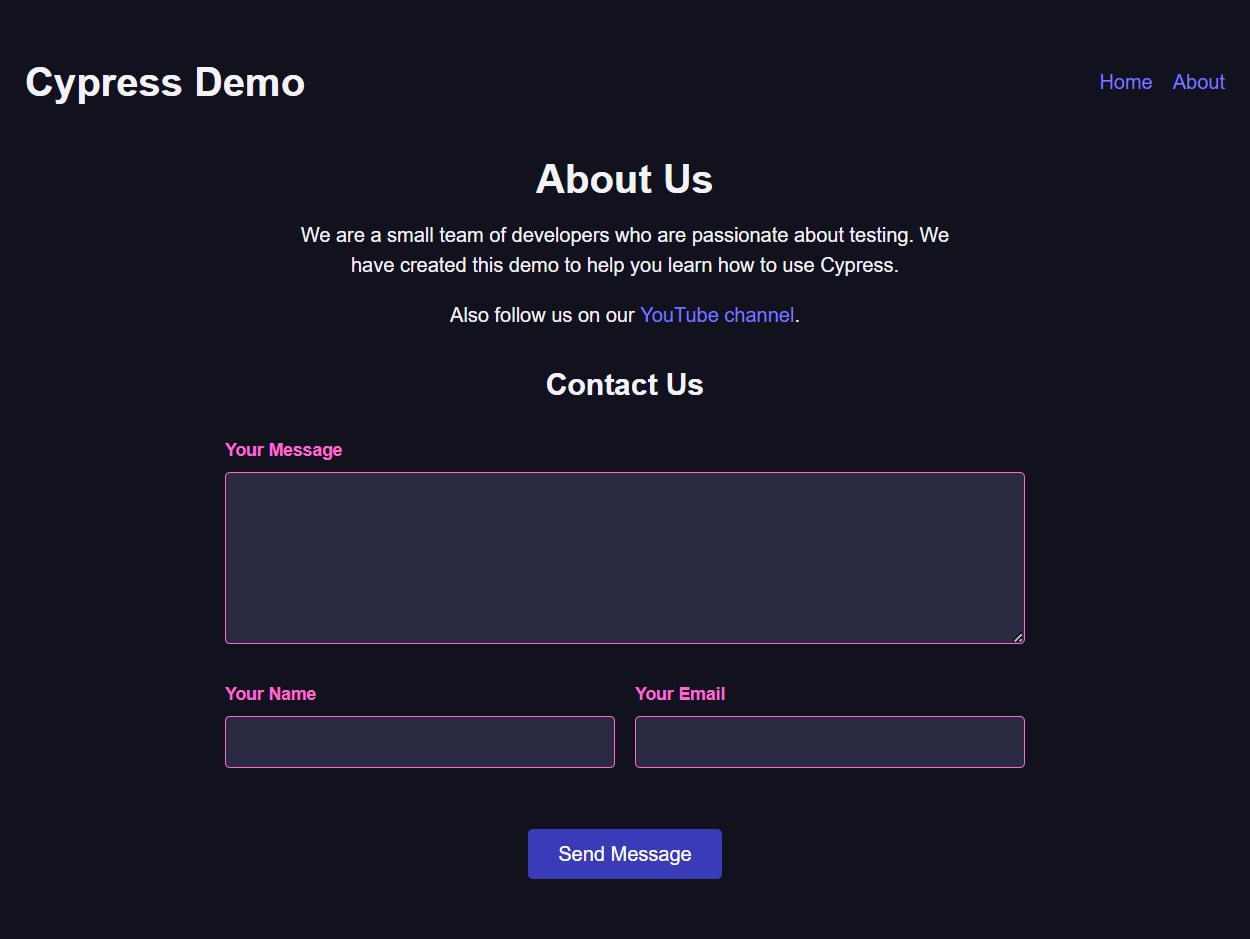 Cypress Demo
Home About
About Us
We are a small team of developers who are passionate about testing. We
have created this demo to help you learn how to use Cypress.
Also follow us on our YouTube channel.
Contact Us
Your Message
Your Name Your Email
Send Message